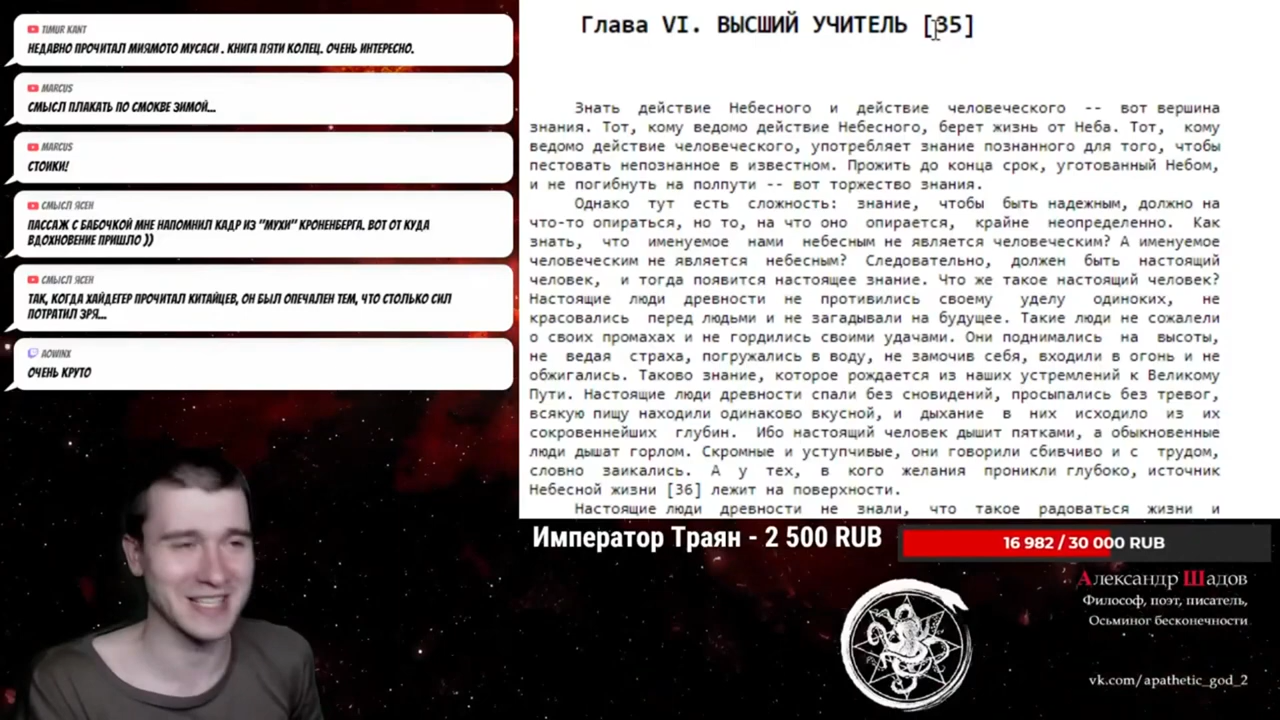 TIMUR KANT
НЕДАВНО ПРОЧИТАЛ МИЯМОТО МУСАСИ . КНИГА ПЯТИ КОЛЕЦ. ОЧЕНЬ ИНТЕРЕСНО.
MARCUS
СМЫСЛ ПЛАКАТЬ ПО СМОКВЕ ЗИМОЙ...
MARCUS
СТОИКИ!
СМЫСЛ ЯСЕН
ПАССАЖ С БАБОЧКОЙ МНЕ НАПОМНИЛ КАДР ИЗ "МУХИ" КРОНЕНБЕРГА. ВОТ ОТ КУДА
ВДОХНОВЕНИЕ ПРИШЛО ))
СМЫСЛ ЯСЕН
ТАК, КОГДА ХАЙДЕГЕР ПРОЧИТАЛ КИТАЙЦЕВ, ОН БЫЛ ОПЕЧАЛЕН ТЕМ, ЧТО СТОЛЬКО СИЛ
ПОТРАТИЛ ЗРЯ...
AOWINX
ОЧЕНЬ КРУТО
Глава VI. ВЫСШИЙ УЧИТЕЛЬ [35]
Знать действие Небесного и действие человеческого -- вот вершина
знания. Тот, кому ведомо действие Небесного, берет жизнь от Неба. Тот, кому
ведомо действие человеческого, употребляет знание познанного для того, чтобы
пестовать непознанное в известном. Прожить до конца срок, уготованный Небом,
и не погибнуть на полпути -- вот торжество знания.
Однако тут есть сложность: знание, чтобы быть надежным, должно на
что-то опираться, но то, на что оно опирается, крайне неопределенно. Как
знать, что именуемое нами небесным не является человеческим? А именуемое
человеческим не является небесным? Следовательно, должен быть настоящий
человек, и тогда появится настоящее знание. Что же такое настоящий человек?
Настоящие люди древности не противились своему уделу одиноких, не
красовались перед людьми и не загадывали на будущее. Такие люди не сожалели
о своих промахах и не гордились своими удачами. Они поднимались на высоты,
не ведая страха, погружались в воду, не замочив себя, входили в огонь и не
обжигались. Таково знание, которое рождается из наших устремлений к Великому
Пути. Настоящие люди древности спали без сновидений, просыпались без тревог,
всякую пищу находили одинаково вкусной, и дыхание в них исходило из их
сокровеннейших глубин. Ибо настоящий человек дышит пятками, а обыкновенные
люди дышат горлом. Скромные и уступчивые, они говорили сбивчиво и с трудом,
словно заикались. А у тех, в кого желания проникли глубоко, источник
Небесной жизни [36] лежит на поверхности.
Настоящие люди древности не знали, что такое радоваться жизни и
Император Траян - 2 500 RUB
16 982 / 30 000 RUB
Александр Шадов
Философ, поэт, писатель,
Осьминог бесконечности
vk.com/apathetic_god_2